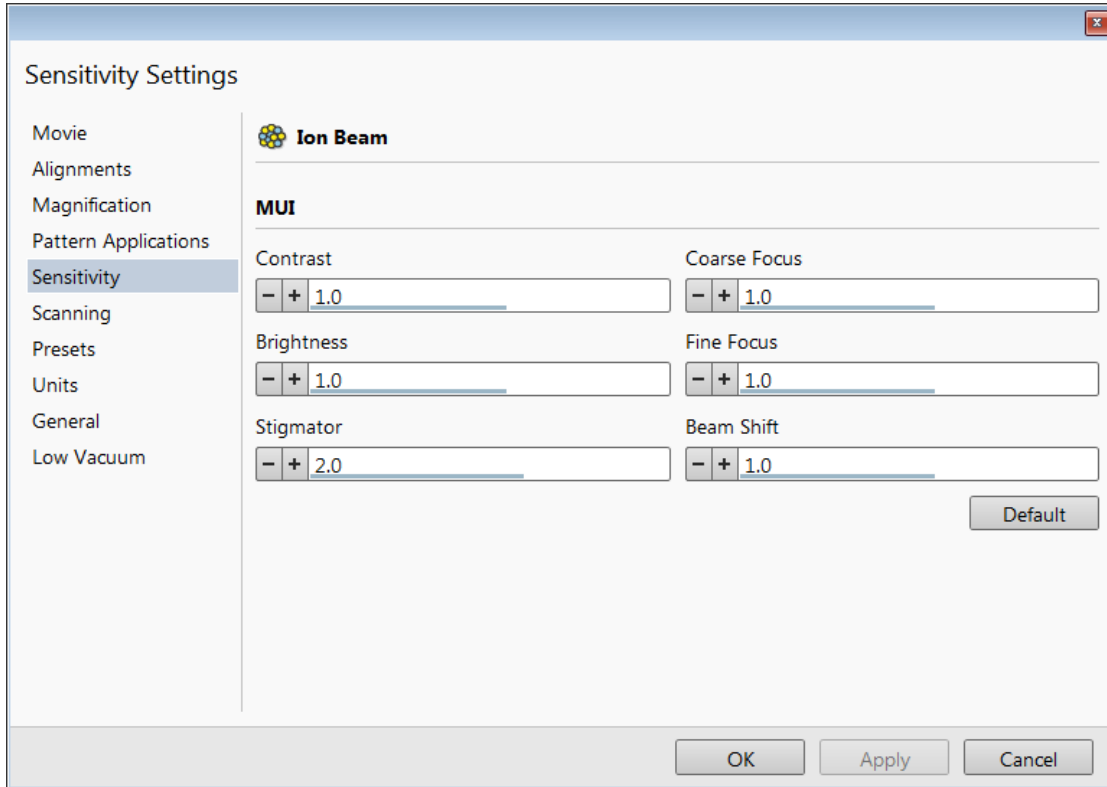 Sensitivity Settings
Movie
Alignments
Magnification
Pattern Applications
Sensitivity
Scanning
Presets
Units
General
Low Vacuum
Ion Beam
MUI
Contrast
- + 1.0
Coarse Focus
- + 1.0
Brightness
- + 1.0
Fine Focus
- + 1.0
Stigmator
- + 2.0
Beam Shift
- + 1.0
Default
OK
Apply
Cancel